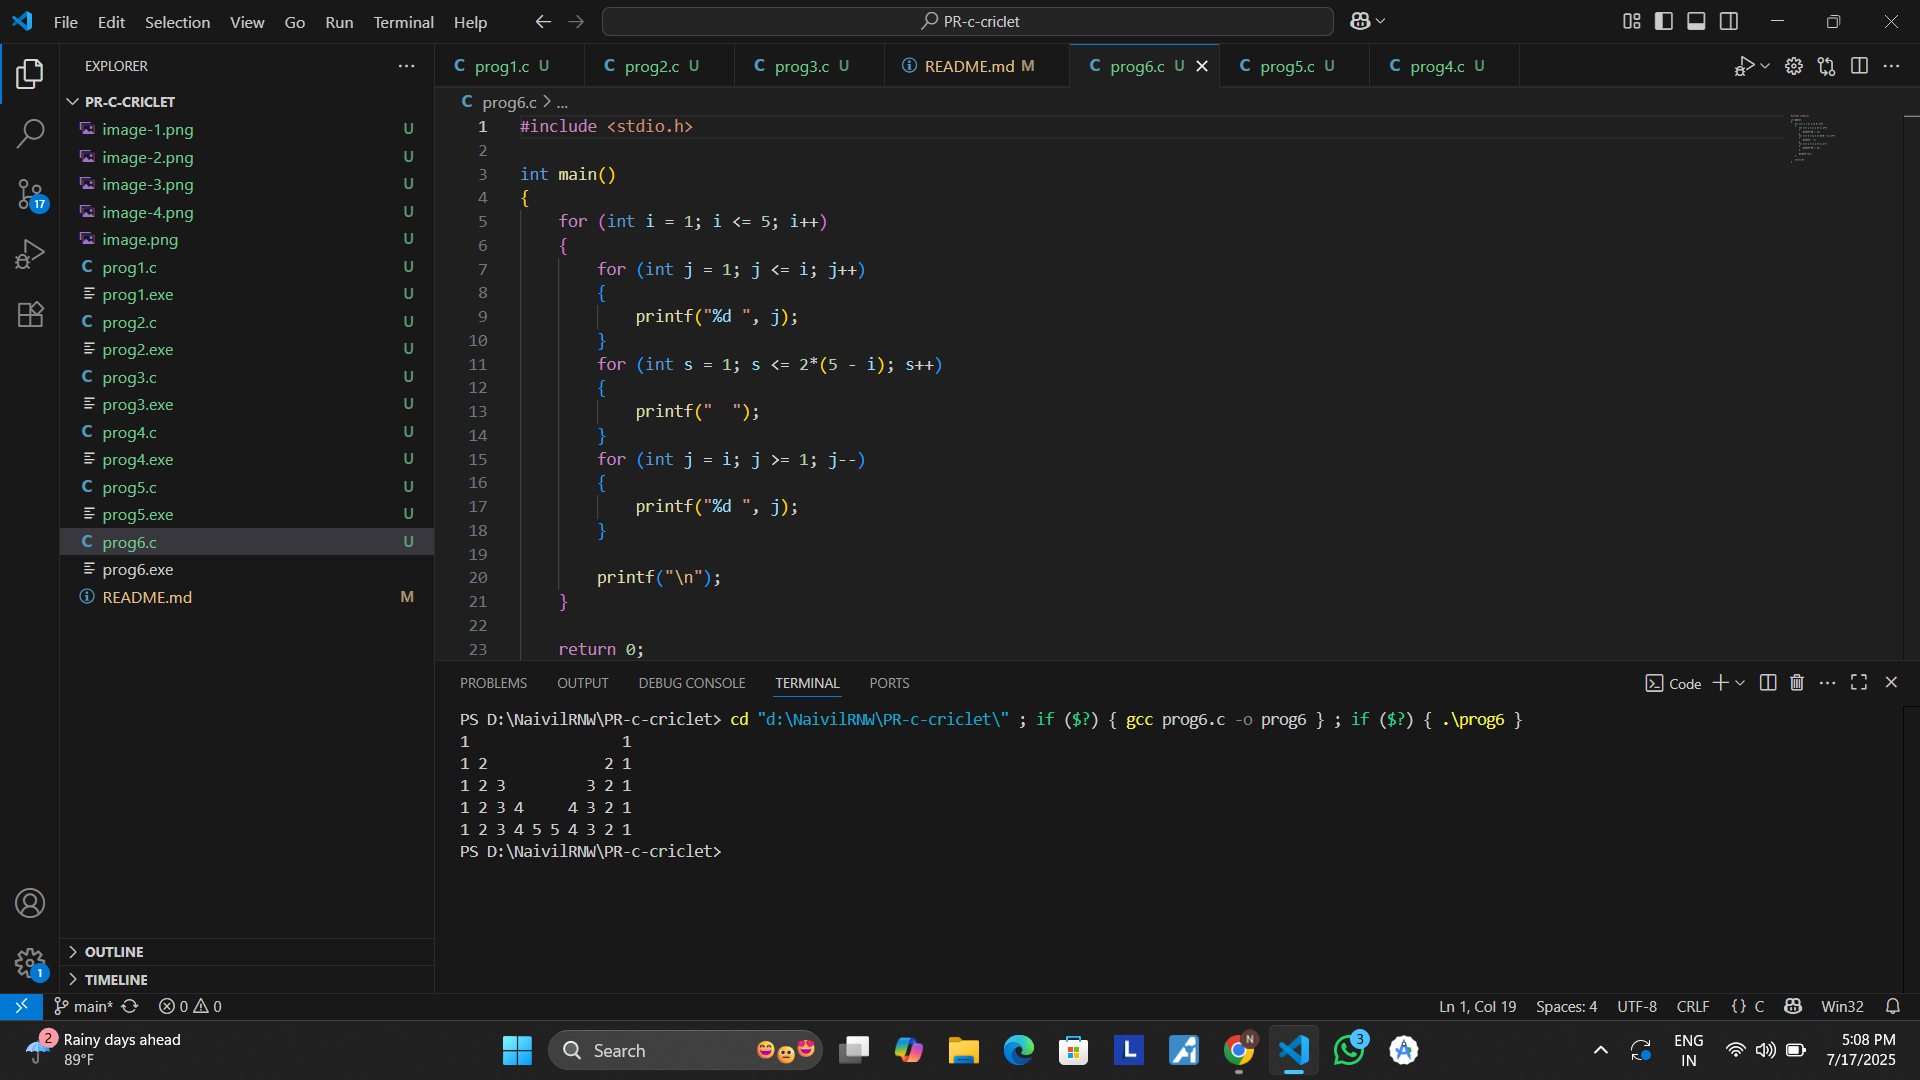 File Edit Selection View Go Run Terminal Help
PR-c-criclet
EXPLORER
PR-C-CRICLET
image-1.png U
image-2.png U
image-3.png U
image-4.png U
image.png U
prog1.c U
prog1.exe U
prog2.c U
prog2.exe U
prog3.c U
prog3.exe U
prog4.c U
prog4.exe U
prog5.c U
prog5.exe U
prog6.c U
prog6.exe
README.md M
OUTLINE
TIMELINE
17
1
prog1.c U prog2.c U prog3.c U README.md M prog6.c U prog5.c U prog4.c U
prog6.c > ...
1 #include <stdio.h>
2
3 int main()
4 {
5     for (int i = 1; i <= 5; i++)
6     {
7         for (int j = 1; j <= i; j++)
8         {
9             printf("%d ", j);
10         }
11         for (int s = 1; s <= 2*(5 - i); s++)
12         {
13             printf("  ");
14         }
15         for (int j = i; j >= 1; j--)
16         {
17             printf("%d ", j);
18         }
19
20         printf("\n");
21     }
22
23     return 0;
PROBLEMS OUTPUT DEBUG CONSOLE TERMINAL PORTS
Code
PS D:\NaivilRNW\PR-c-criclet> cd "d:\NaivilRNW\PR-c-criclet\" ; if ($?) { gcc prog6.c -o prog6 } ; if ($?) { .\prog6 }
1                 1
1 2             2 1
1 2 3         3 2 1
1 2 3 4     4 3 2 1
1 2 3 4 5 5 4 3 2 1
PS D:\NaivilRNW\PR-c-criclet>
main* 0 0
Ln 1, Col 19 Spaces: 4 UTF-8 CRLF {} C Win32
2
Rainy days ahead
89°F
Search
L
N
3
ENG
IN
5:08 PM
7/17/2025